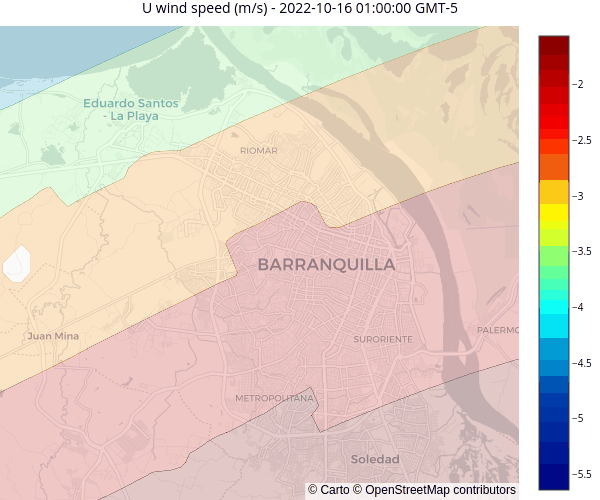 U wind speed (m/s) - 2022-10-16 01:00:00 GMT-5
Eduardo Santos
- La Playa
RIOMAR
BARRANQUILLA
Juan Mina
SURORIENTE
PALERMO
METROPOLITANA
Soledad
© Carto © OpenStreetMap contributors
−2
−2.5
−3
−3.5
−4
−4.5
−5
−5.5